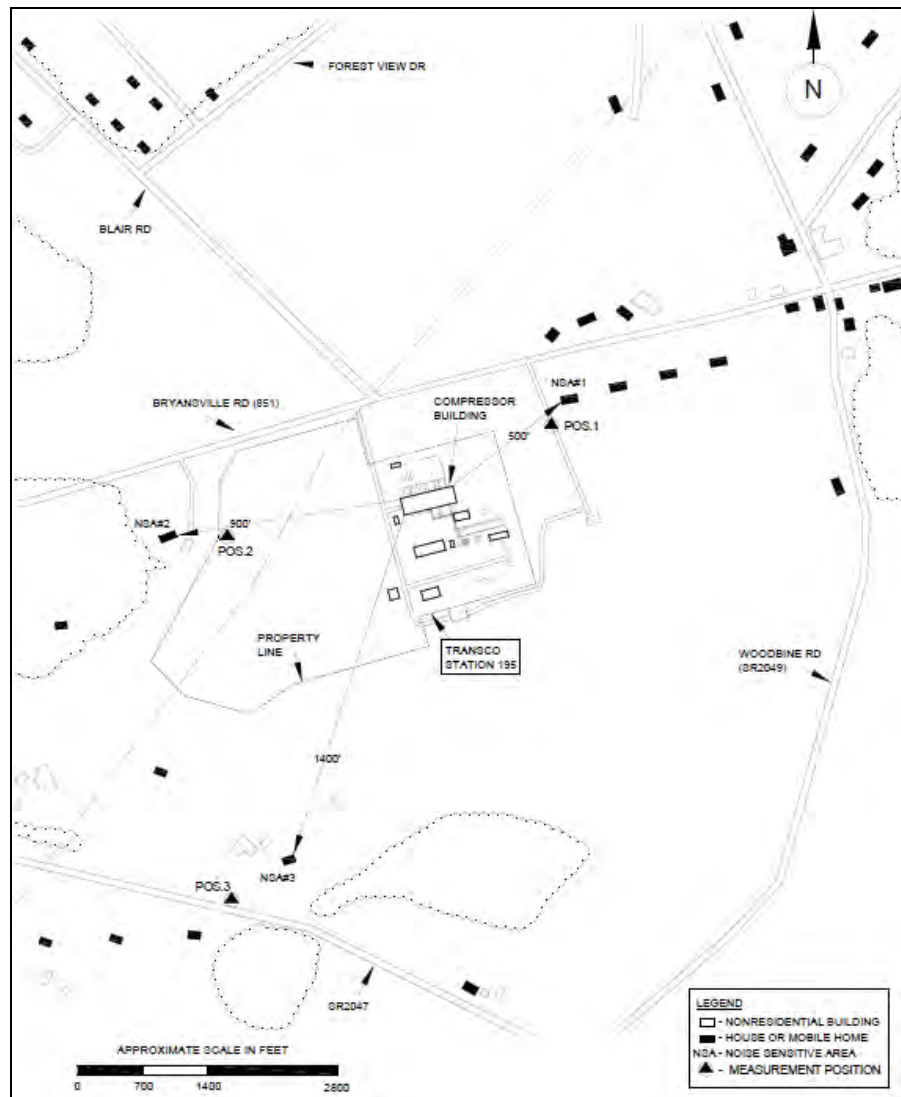 FOREST VIEW DR
N
BLAIR RD
NSA#1
COMPRESSOR
BUILDING
BRYANSVILLE RD (851)
POS.1
500'
NSA#2
900'
POS.2
PROPERTY
LINE
TRANSCO
STATION 195
WOODBINE RD
(SR2049)
1400'
NSA#3
POS.3
SR2047
LEGEND
- NONRESIDENTIAL BUILDING
- HOUSE OR MOBILE HOME
NSA - NOISE SENSITIVE AREA
- MEASUREMENT POSITION
APPROXIMATE SCALE IN FEET
0 700 1400 2800